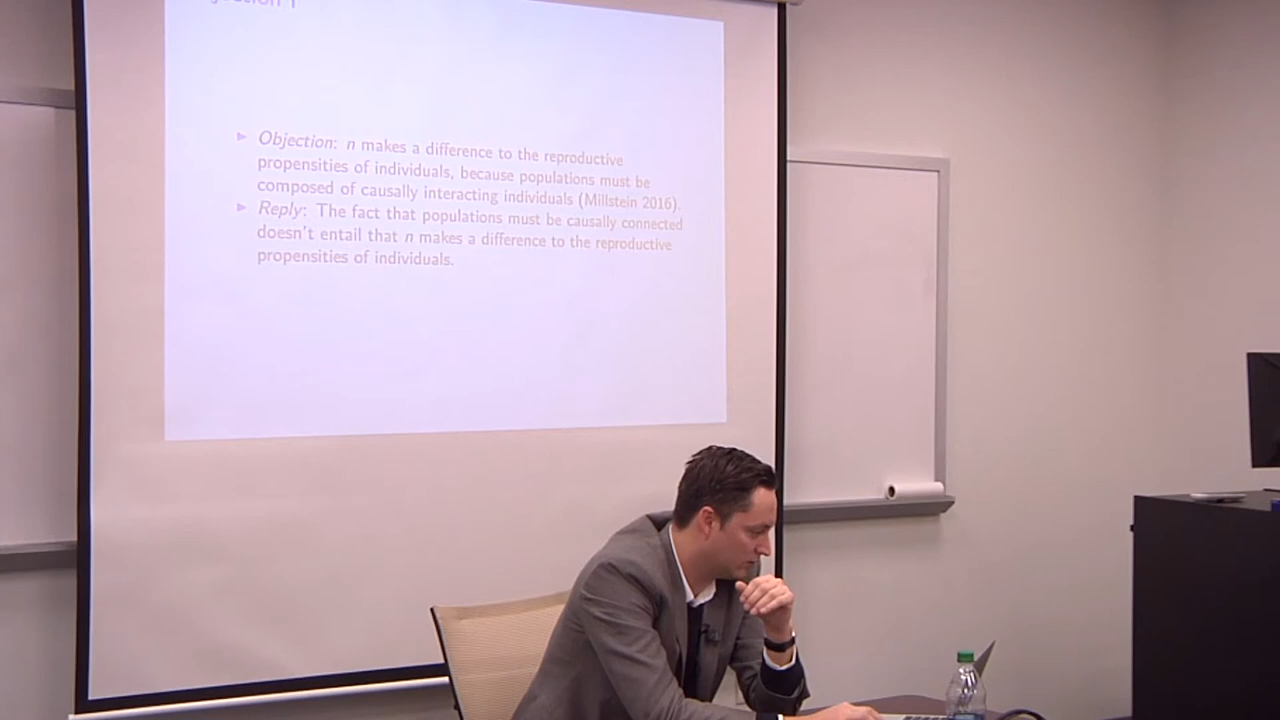 Objection 1
▶ Objection: n makes a difference to the reproductive
propensities of individuals, because populations must be
composed of causally interacting individuals (Millstein 2016).
▶ Reply: The fact that populations must be causally connected
doesn't entail that n makes a difference to the reproductive
propensities of individuals.